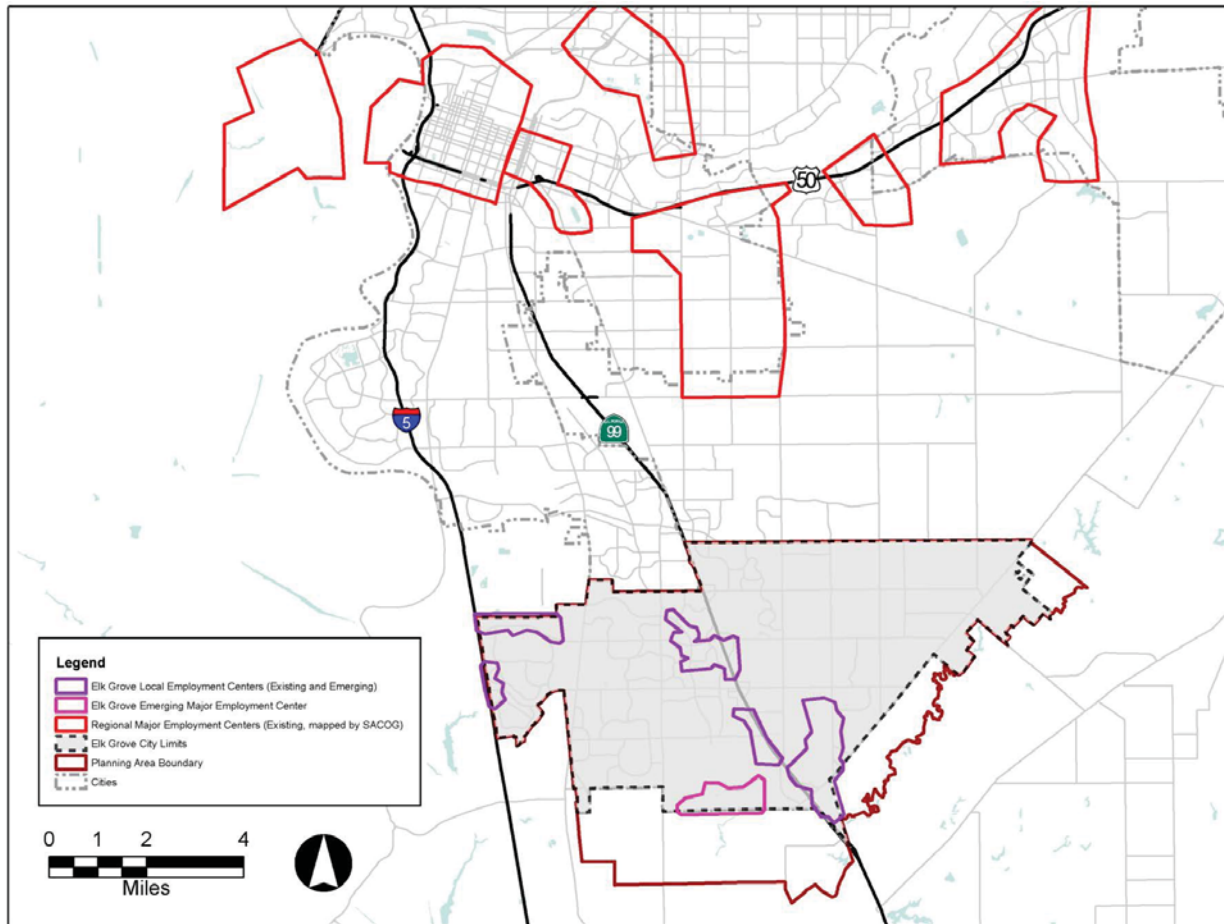 50
5
99
Legend
Elk Grove Local Employment Centers (Existing and Emerging)
Elk Grove Emerging Major Employment Center
Regional Major Employment Centers (Existing, mapped by SACOG)
Elk Grove City Limits
Planning Area Boundary
Cities
0 1 2 4
Miles